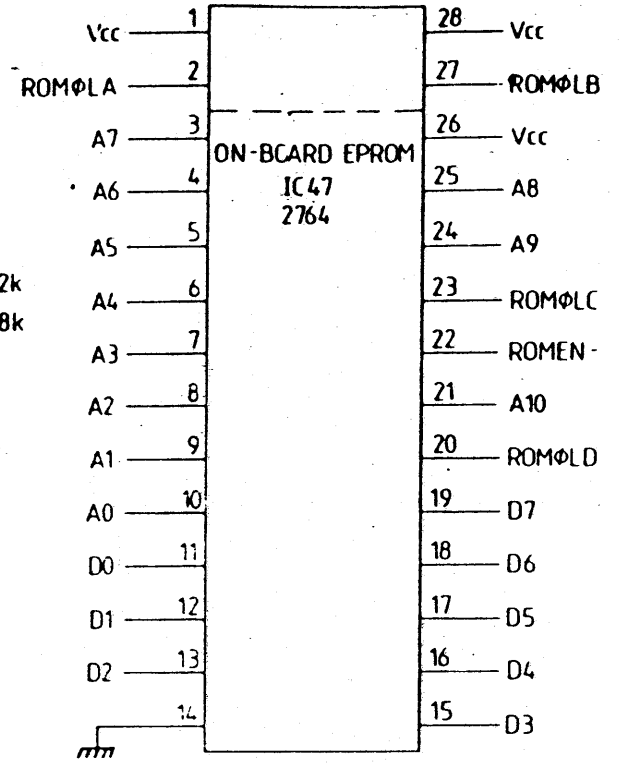 Vcc 1 28 Vcc
ROMΦLA 2 27 ROMΦLB
A7 3 26 Vcc
ON-BCARD EPROM
A6 4 IC47 25 A8
2764
A5 5 24 A9
2k
A4 6 23 ROMΦLC
8k
A3 7 22 ROMEN-
A2 8 21 A10
A1 9 20 ROMΦLD
A0 10 19 D7
D0 11 18 D6
D1 12 17 D5
D2 13 16 D4
14 15 D3